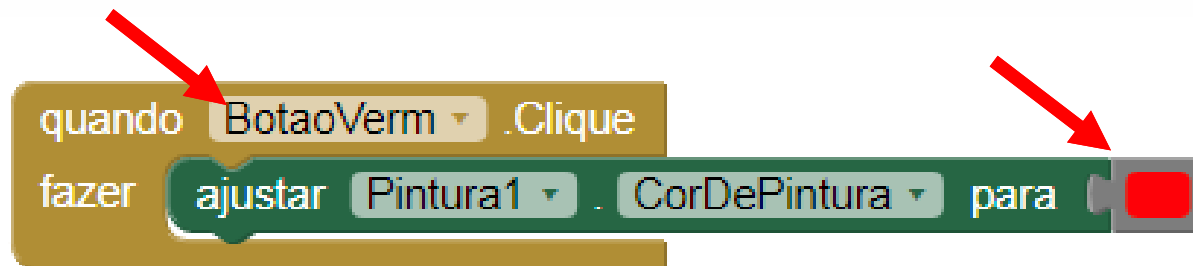 quando BotaoVerm .Clique
fazer ajustar Pintura1 . CorDePintura para